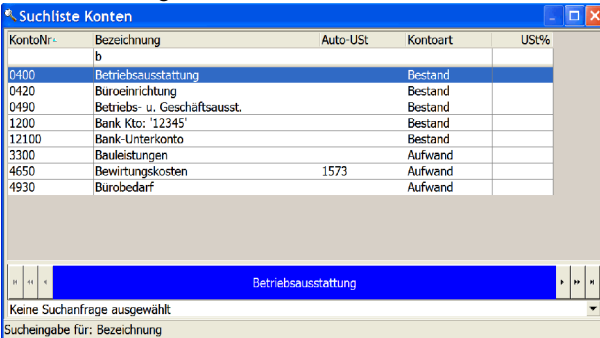 Suchliste Konten
KontoNr Bezeichnung Auto-USt Kontoart USt%
b
0400 Betriebsausstattung Bestand
0420 Büroeinrichtung Bestand
0490 Betriebs- u. Geschäftsausst. Bestand
1200 Bank Kto: '12345' Bestand
12100 Bank-Unterkonto Bestand
3300 Bauleistungen Aufwand
4650 Bewirtungskosten 1573 Aufwand
4930 Bürobedarf Aufwand
Betriebsausstattung
Keine Suchanfrage ausgewählt
Sucheingabe für: Bezeichnung